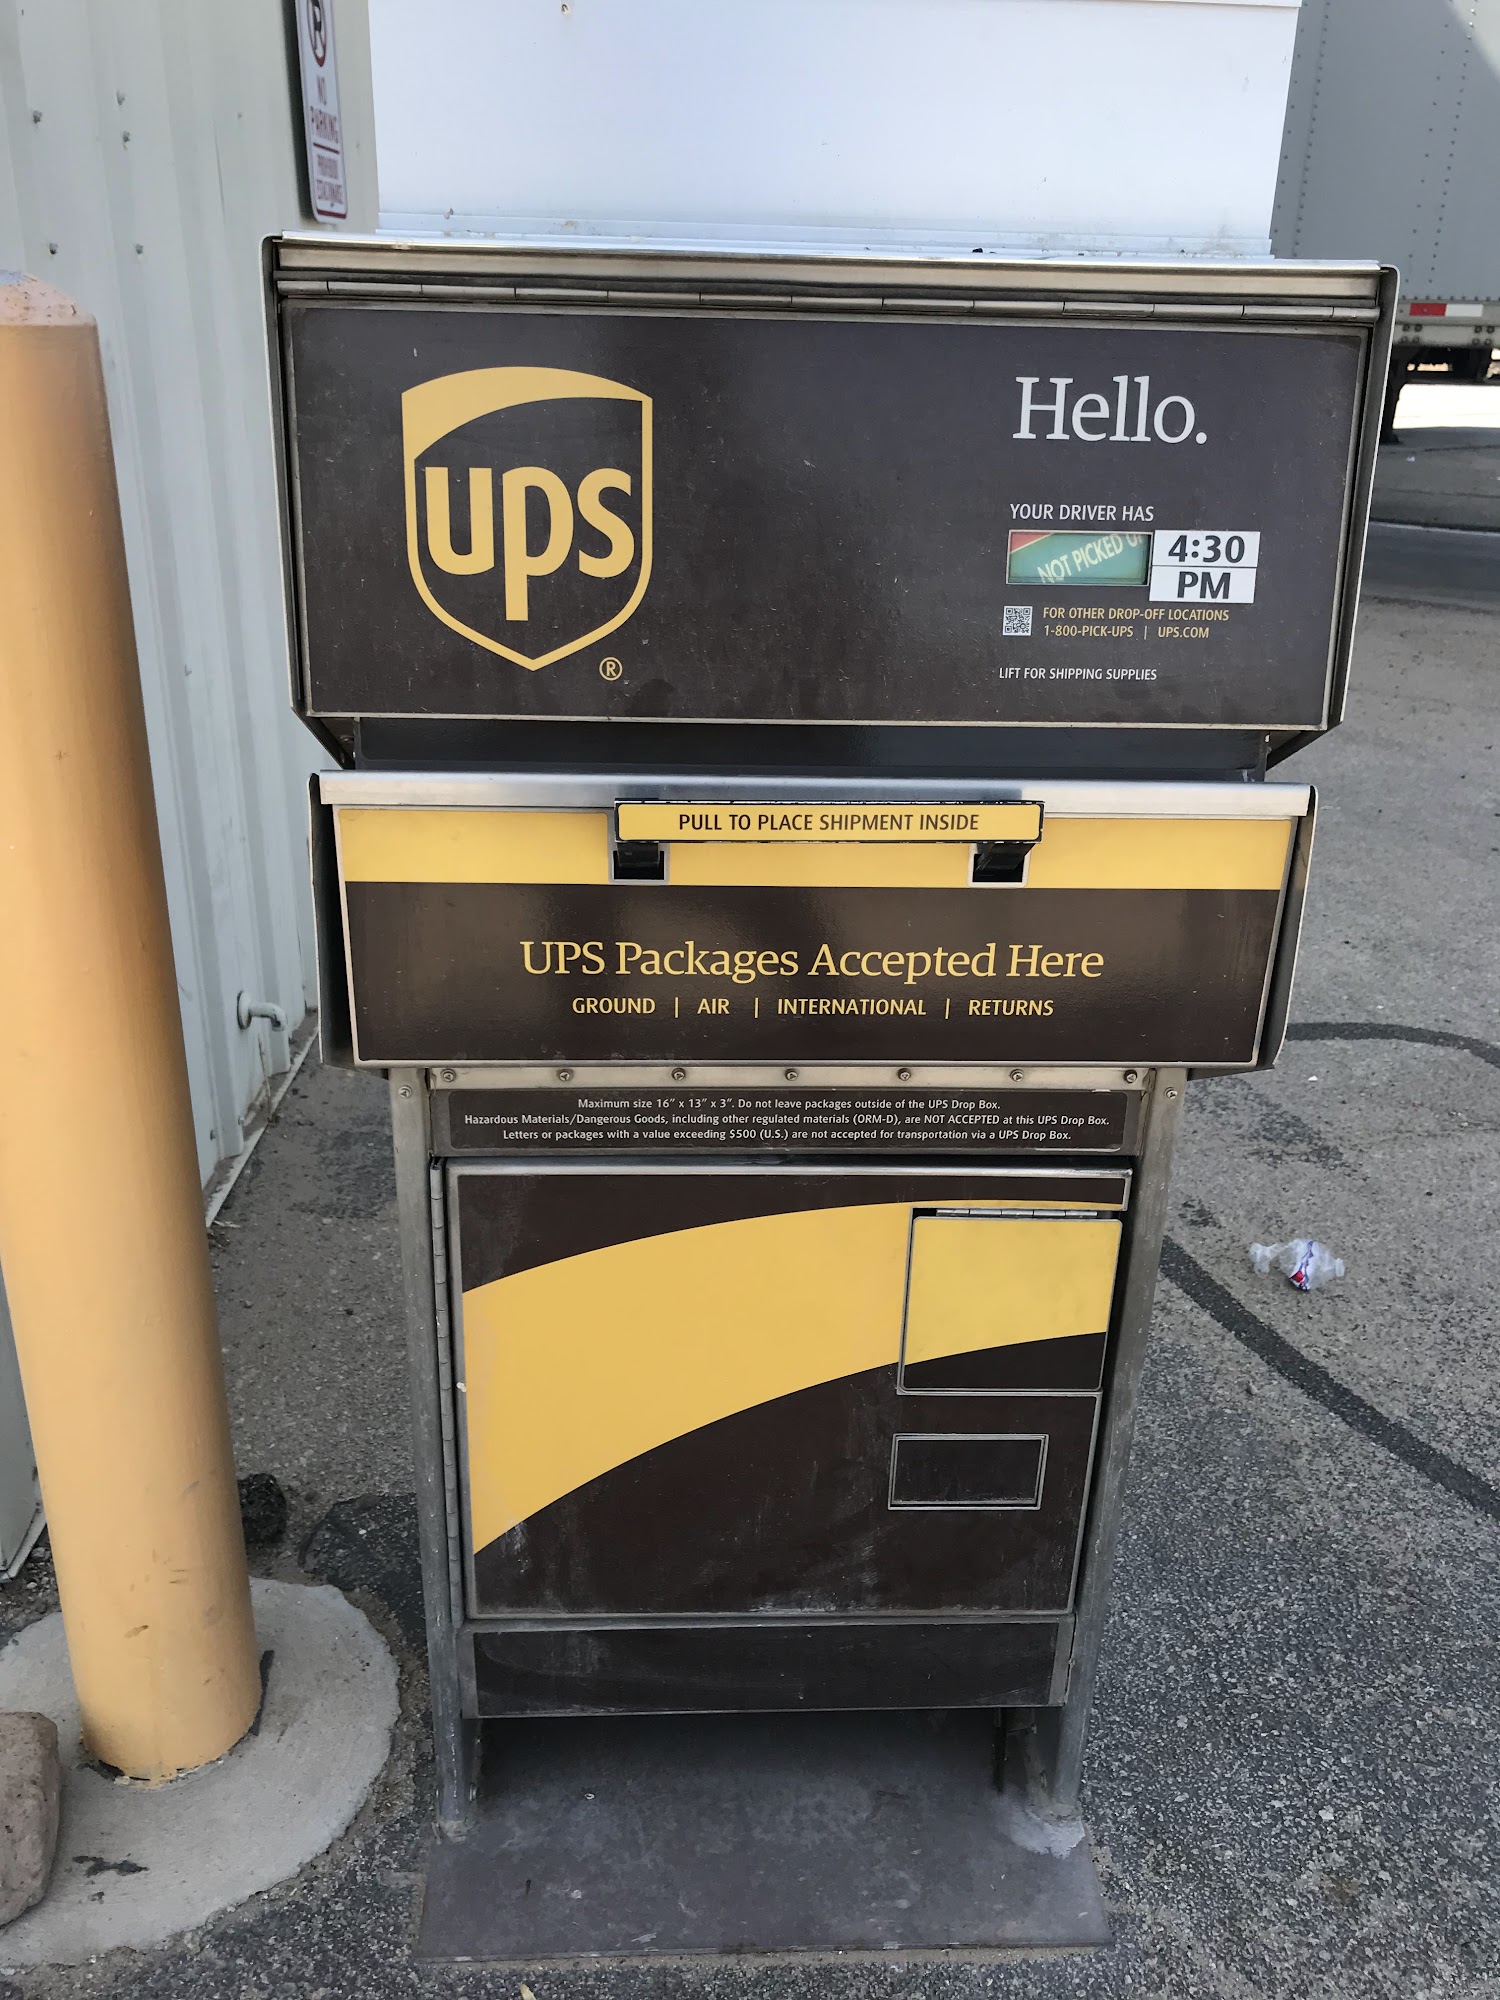 NO
PARKING
ups
®
Hello.
YOUR DRIVER HAS
NOT PICKED U
4:30
PM
FOR OTHER DROP-OFF LOCATIONS
1-800-PICK-UPS | UPS.COM
LIFT FOR SHIPPING SUPPLIES
PULL TO PLACE SHIPMENT INSIDE
UPS Packages Accepted Here
GROUND | AIR | INTERNATIONAL | RETURNS
Maximum size 16" x 13" x 3". Do not leave packages outside of the UPS Drop Box.
Hazardous Materials/Dangerous Goods, including other regulated materials (ORM-D), are NOT ACCEPTED at this UPS Drop Box.
Letters or packages with a value exceeding $500 (U.S.) are not accepted for transportation via a UPS Drop Box.